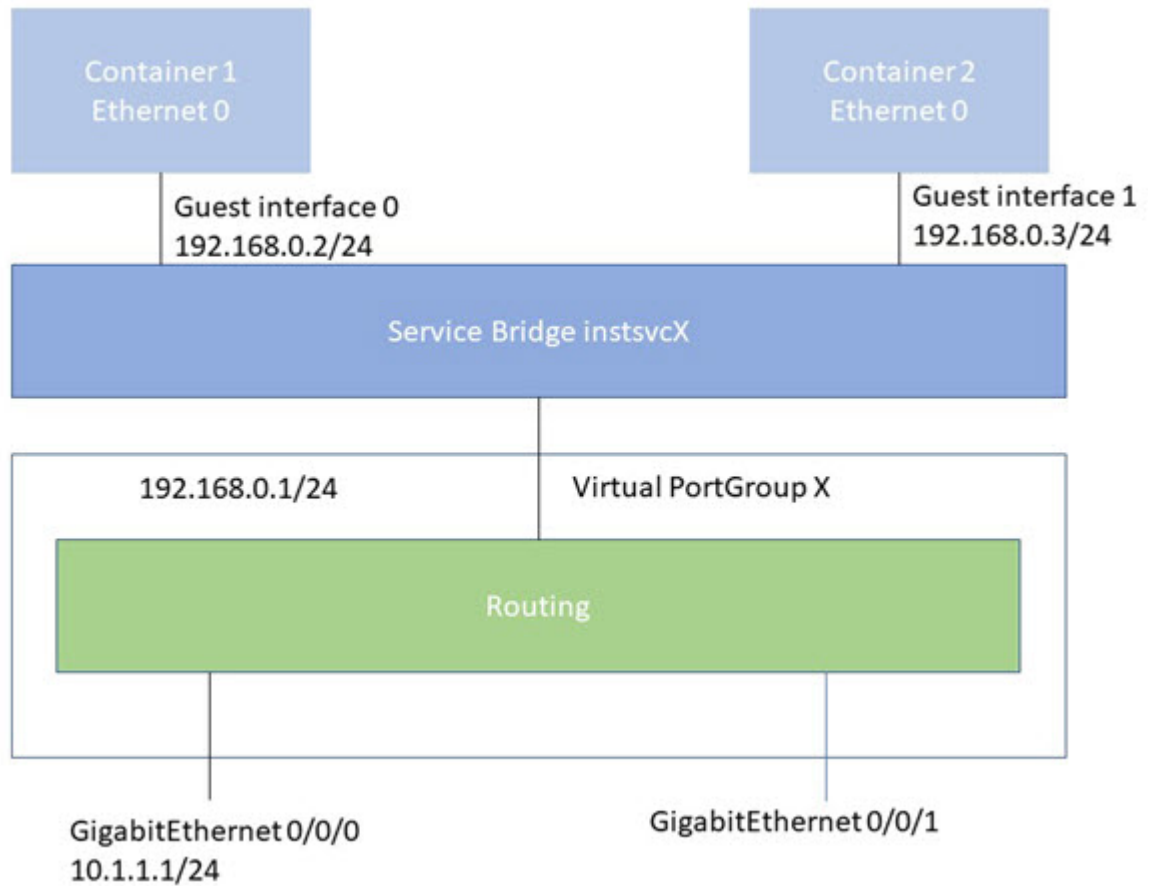 Container 1
Ethernet 0
Container 2
Ethernet 0
Guest interface 0
192.168.0.2/24
Guest interface 1
192.168.0.3/24
Service Bridge instsvcX
192.168.0.1/24
Virtual PortGroup X
Routing
GigabitEthernet 0/0/0
10.1.1.1/24
GigabitEthernet 0/0/1